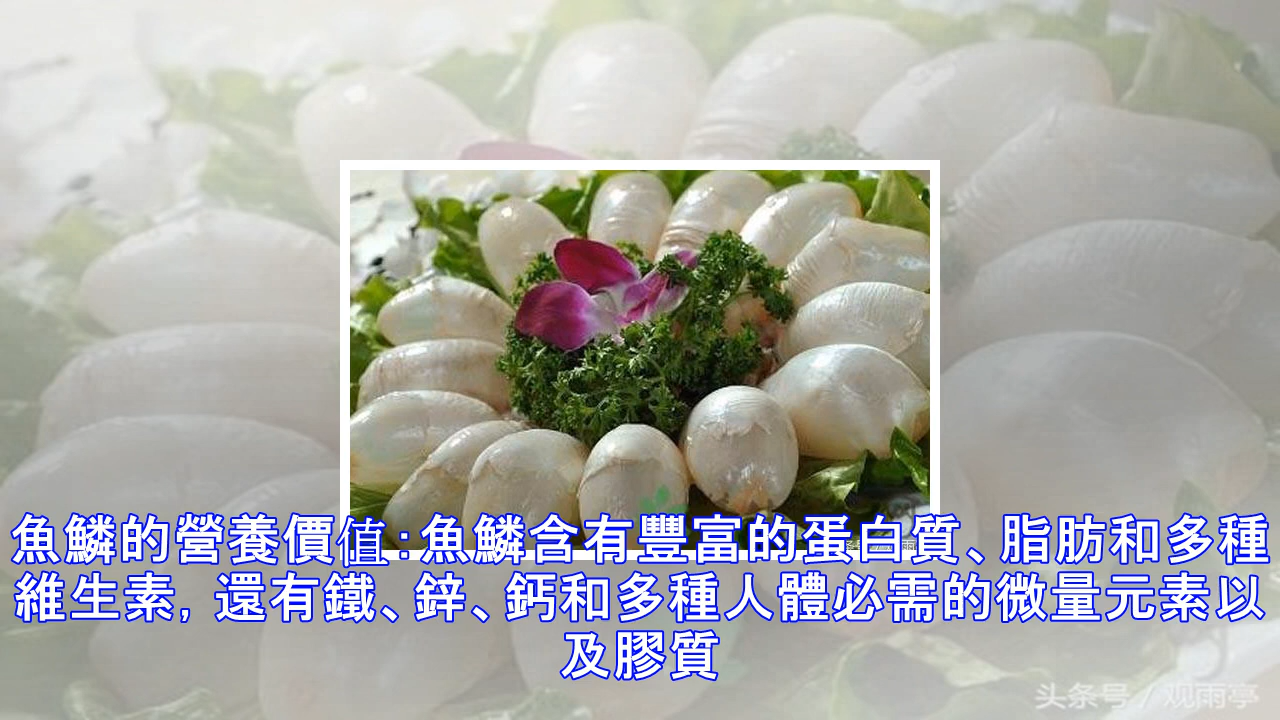 魚鱗的營養價值:魚鱗含有豐富的蛋白質、脂肪和多種
維生素, 還有鐵、鋅、鈣和多種人體必需的微量元素以
及膠質
头条号 / 观雨亭